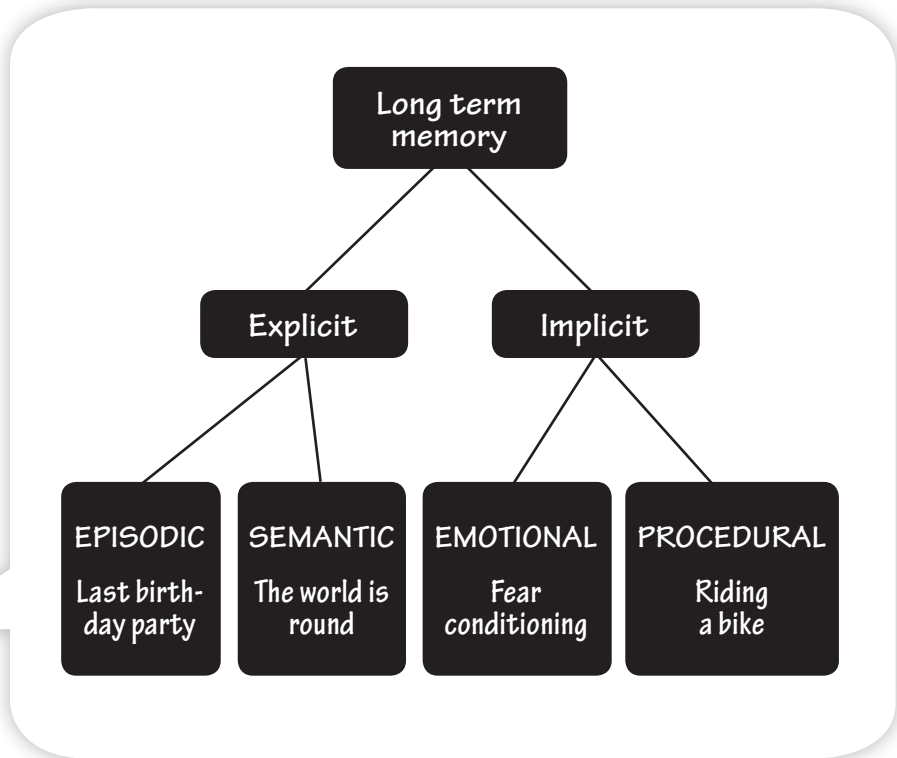 Long term
memory
Explicit
Implicit
EPISODIC
Last birth-
day party
SEMANTIC
The world is
round
EMOTIONAL
Fear
conditioning
PROCEDURAL
Riding
a bike